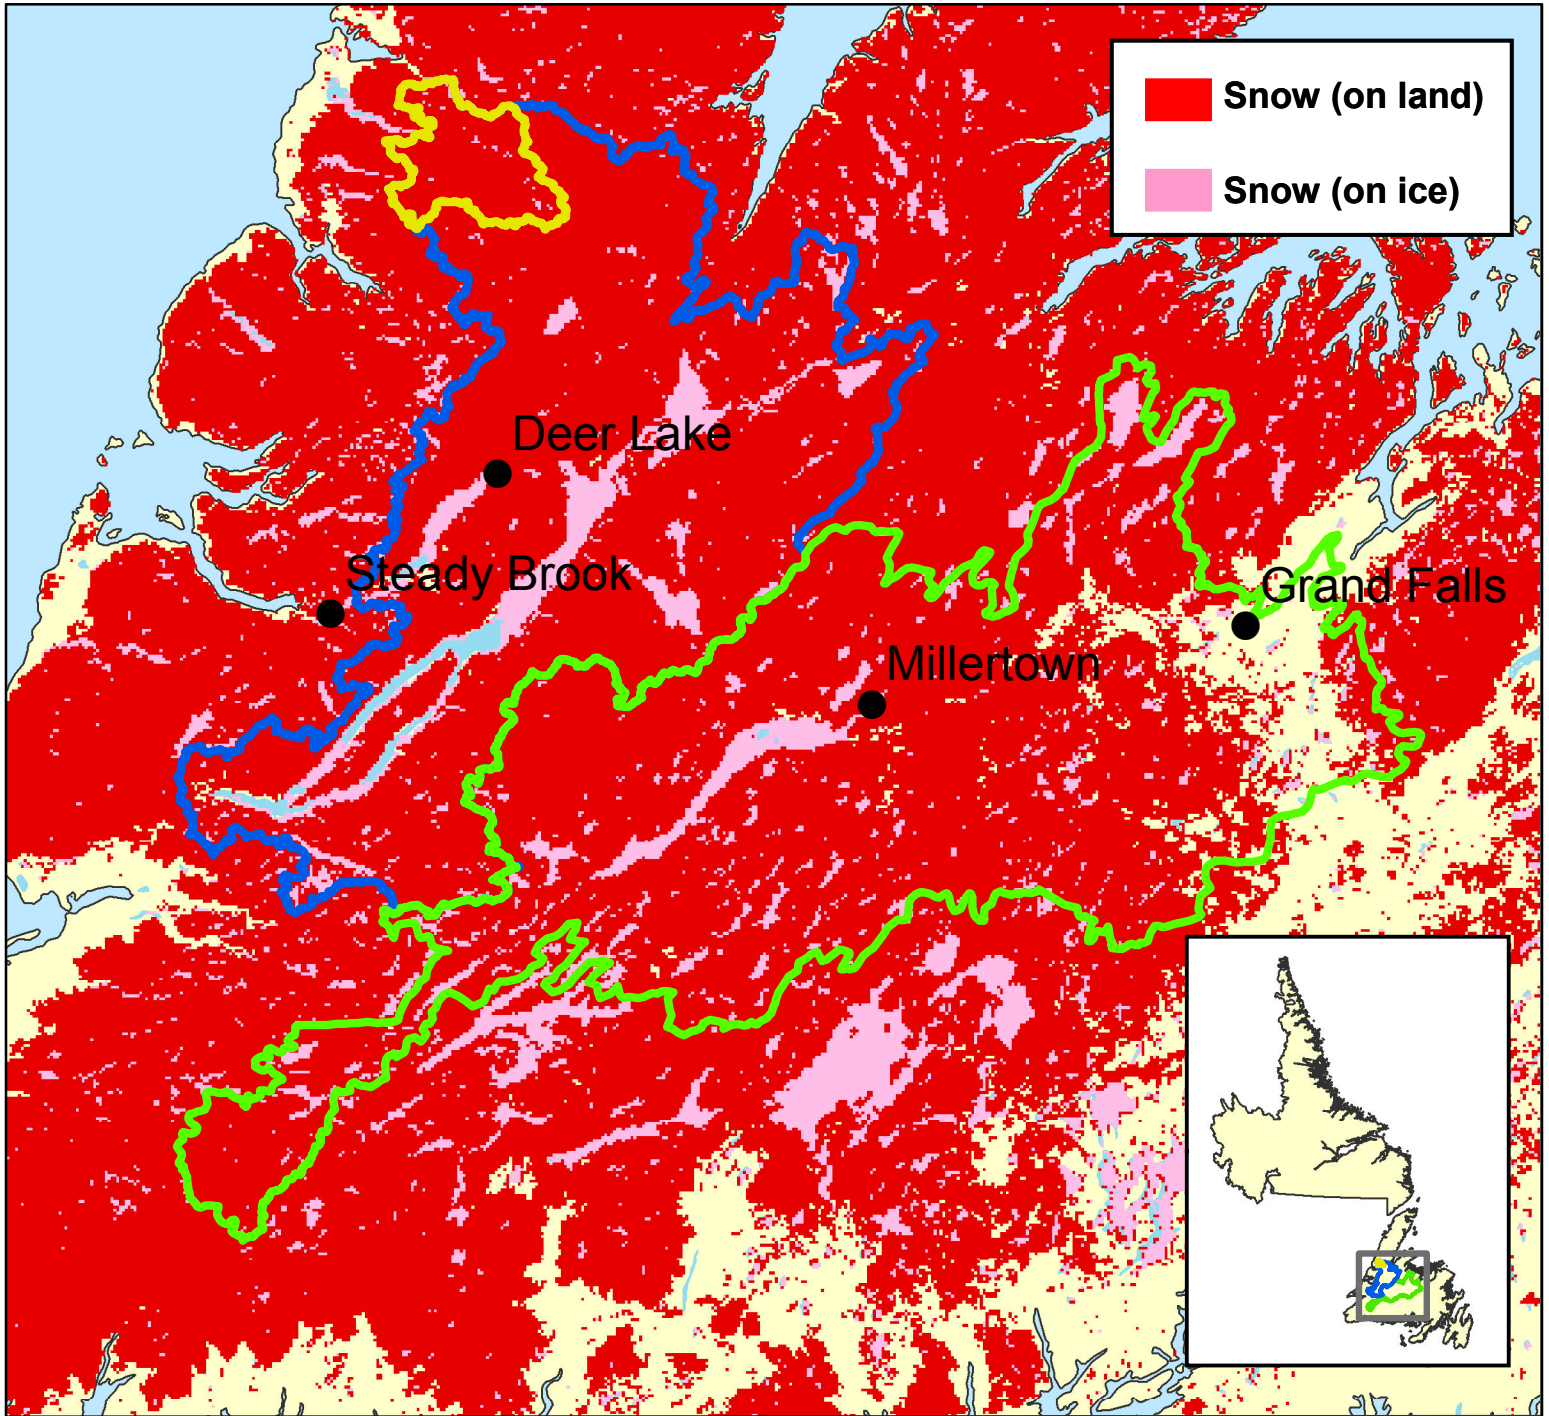 Snow (on land)
Snow (on ice)
Deer Lake
Steady Brook
Grand Falls
Millertown